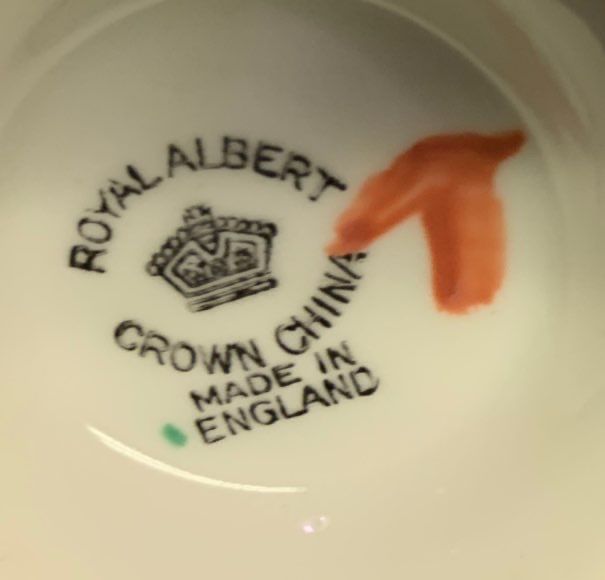 ROYAL ALBERT
CROWN CHINA
MADE IN
ENGLAND